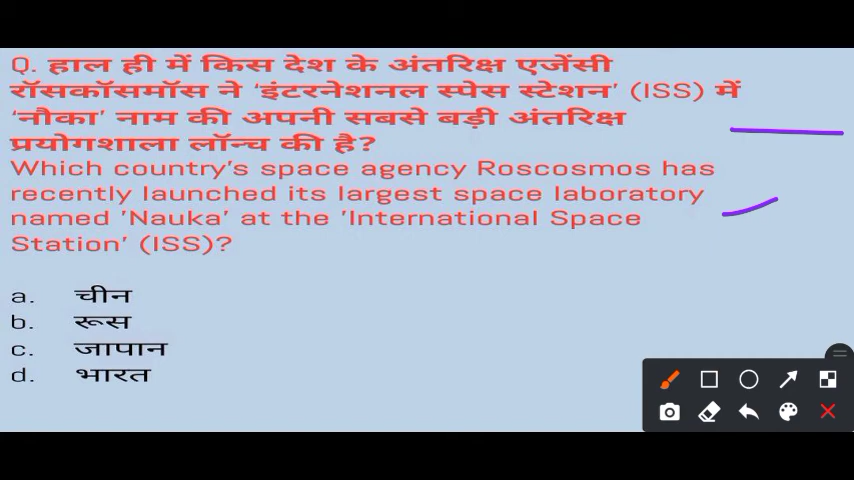 Q. हाल ही में किस देश के अंतरिक्ष एजेंसी
रॉसकॉसमॉस ने 'इंटरनेशनल स्पेस स्टेशन' (ISS) में
'नौका' नाम की अपनी सबसे बड़ी अंतरिक्ष
प्रयोगशाला लॉन्च की है?
Which country's space agency Roscosmos has
recently launched its largest space laboratory
named 'Nauka' at the 'International Space
Station' (ISS)?
a. चीन
b. रूस
c. जापान
d. भारत